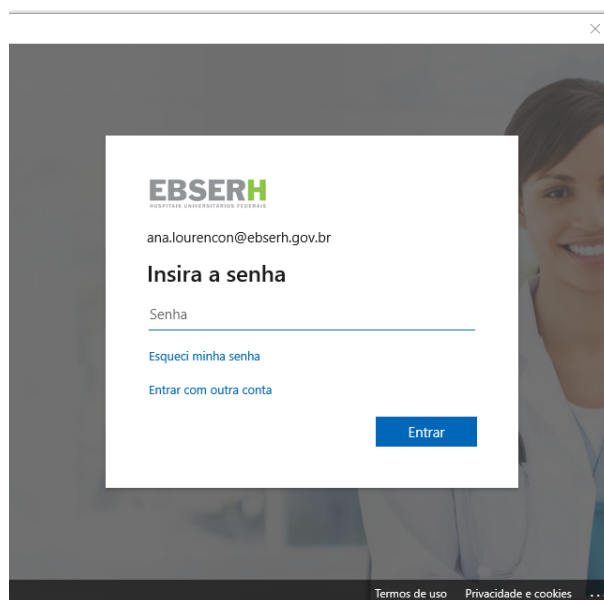 EBSERH
HOSPITAIS UNIVERSITÁRIOS FEDERAIS
ana.lourencon@ebserh.gov.br
Insira a senha
Senha
Esqueci minha senha
Entrar com outra conta
Entrar
Termos de uso Privacidade e cookies ...